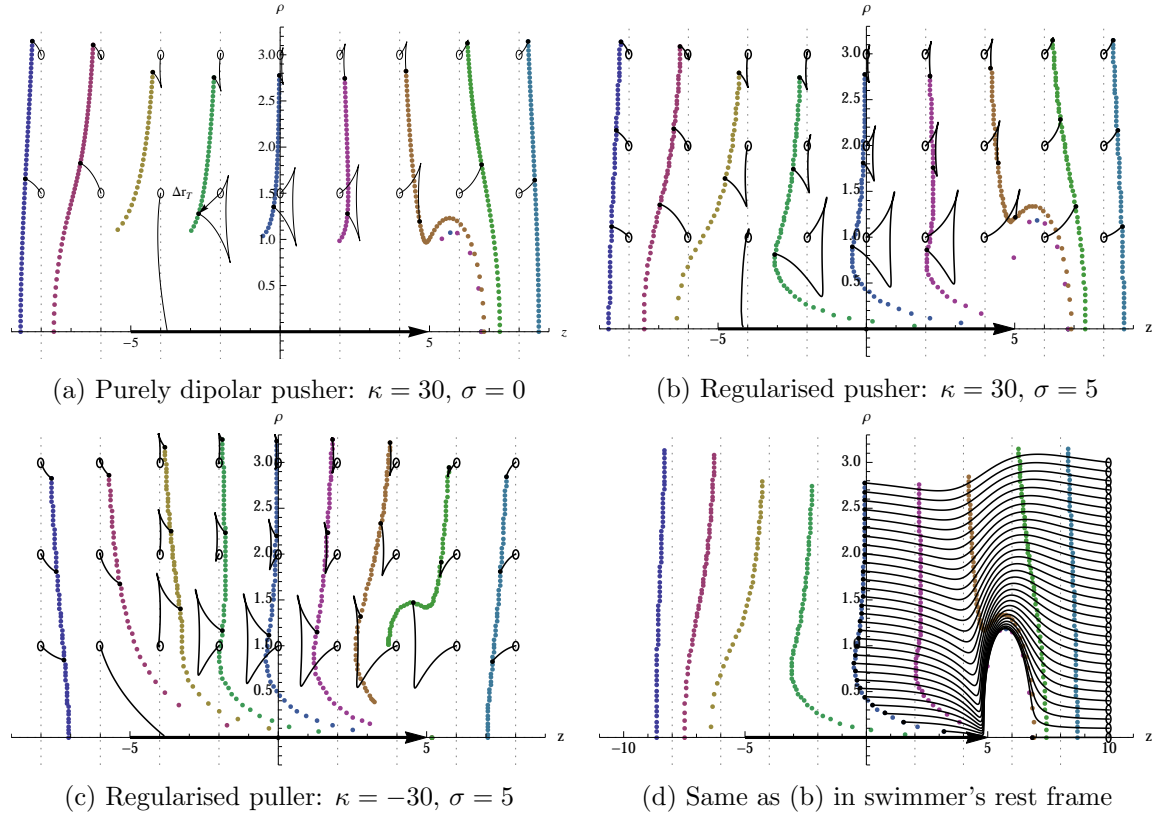 ρ
3.0
2.5
2.0
1.5
1.0
0.5
Δr_T
−5
5
z
(a) Purely dipolar pusher: κ = 30, σ = 0
ρ
3.0
2.5
2.0
1.5
1.0
0.5
−5
5
z
(b) Regularised pusher: κ = 30, σ = 5
ρ
3.0
2.5
2.0
1.5
1.0
0.5
−5
5
z
(c) Regularised puller: κ = −30, σ = 5
ρ
3.0
2.5
2.0
1.5
1.0
0.5
−10
−5
5
10
z
(d) Same as (b) in swimmer's rest frame